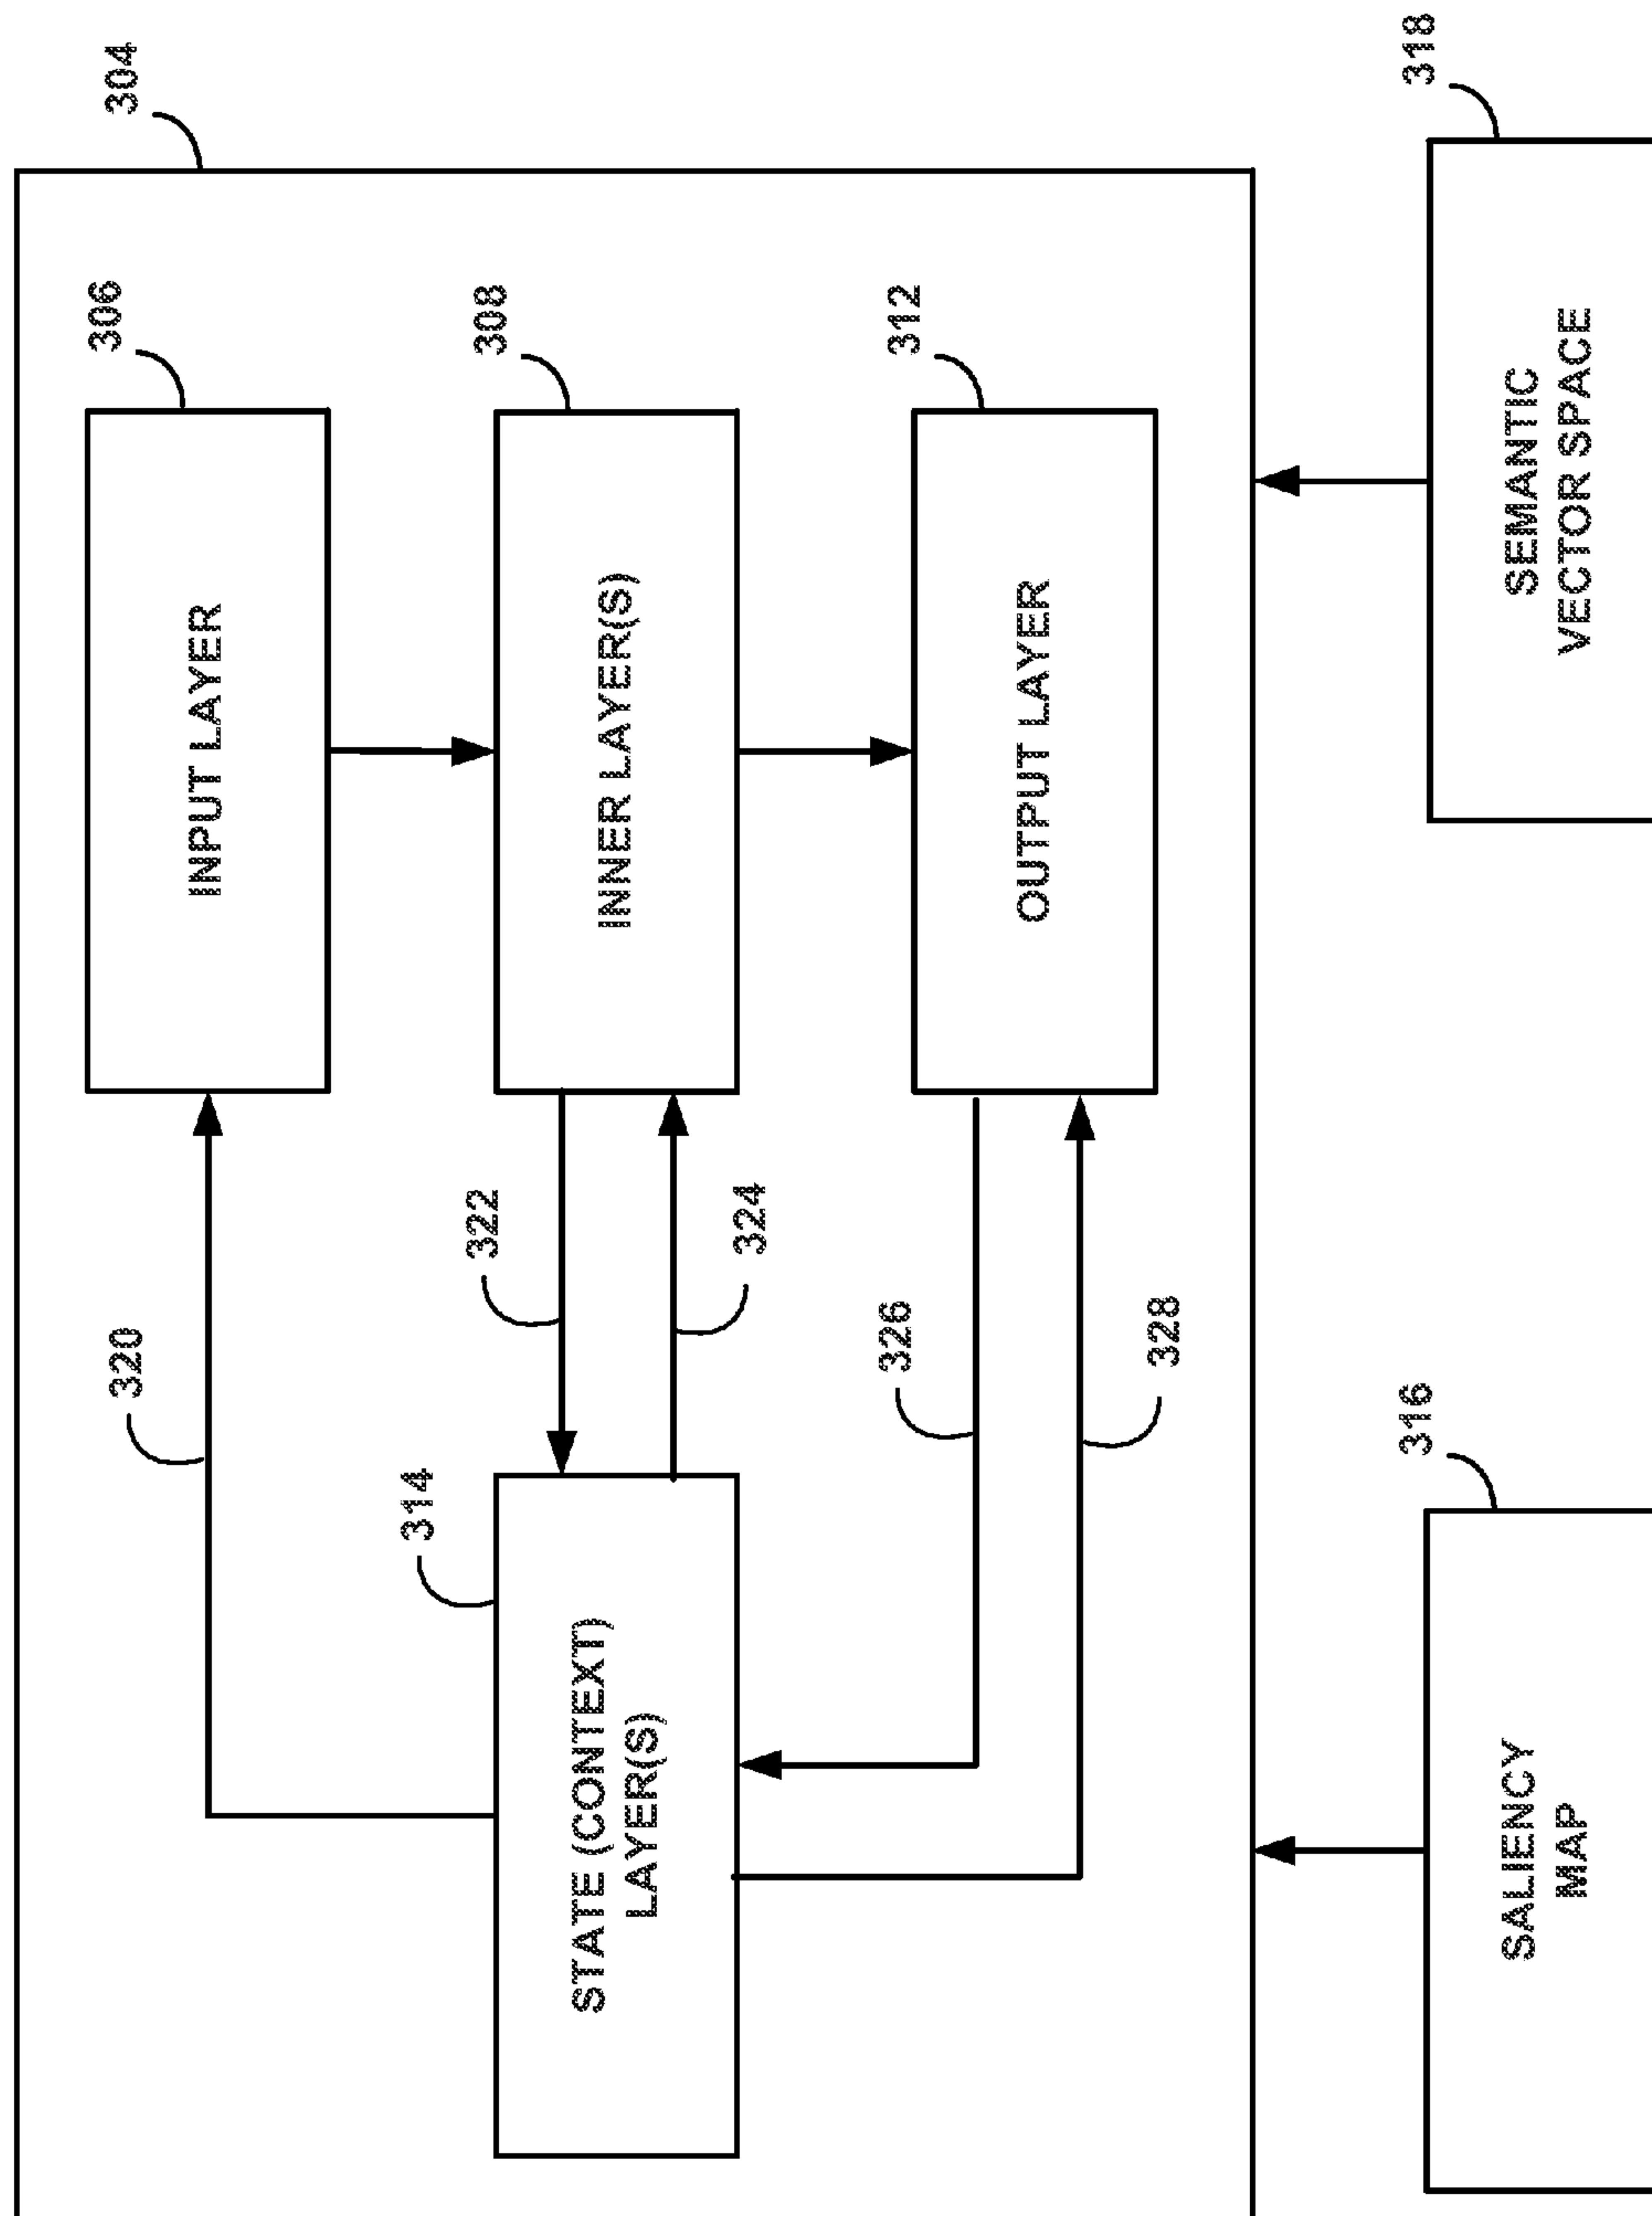 304
306
INPUT LAYER
320
308
INNER LAYER(S)
322
324
314
STATE (CONTEXT)
LAYER(S)
312
OUTPUT LAYER
326
328
318
SEMANTIC
VECTOR SPACE
316
SALIENCY
MAP